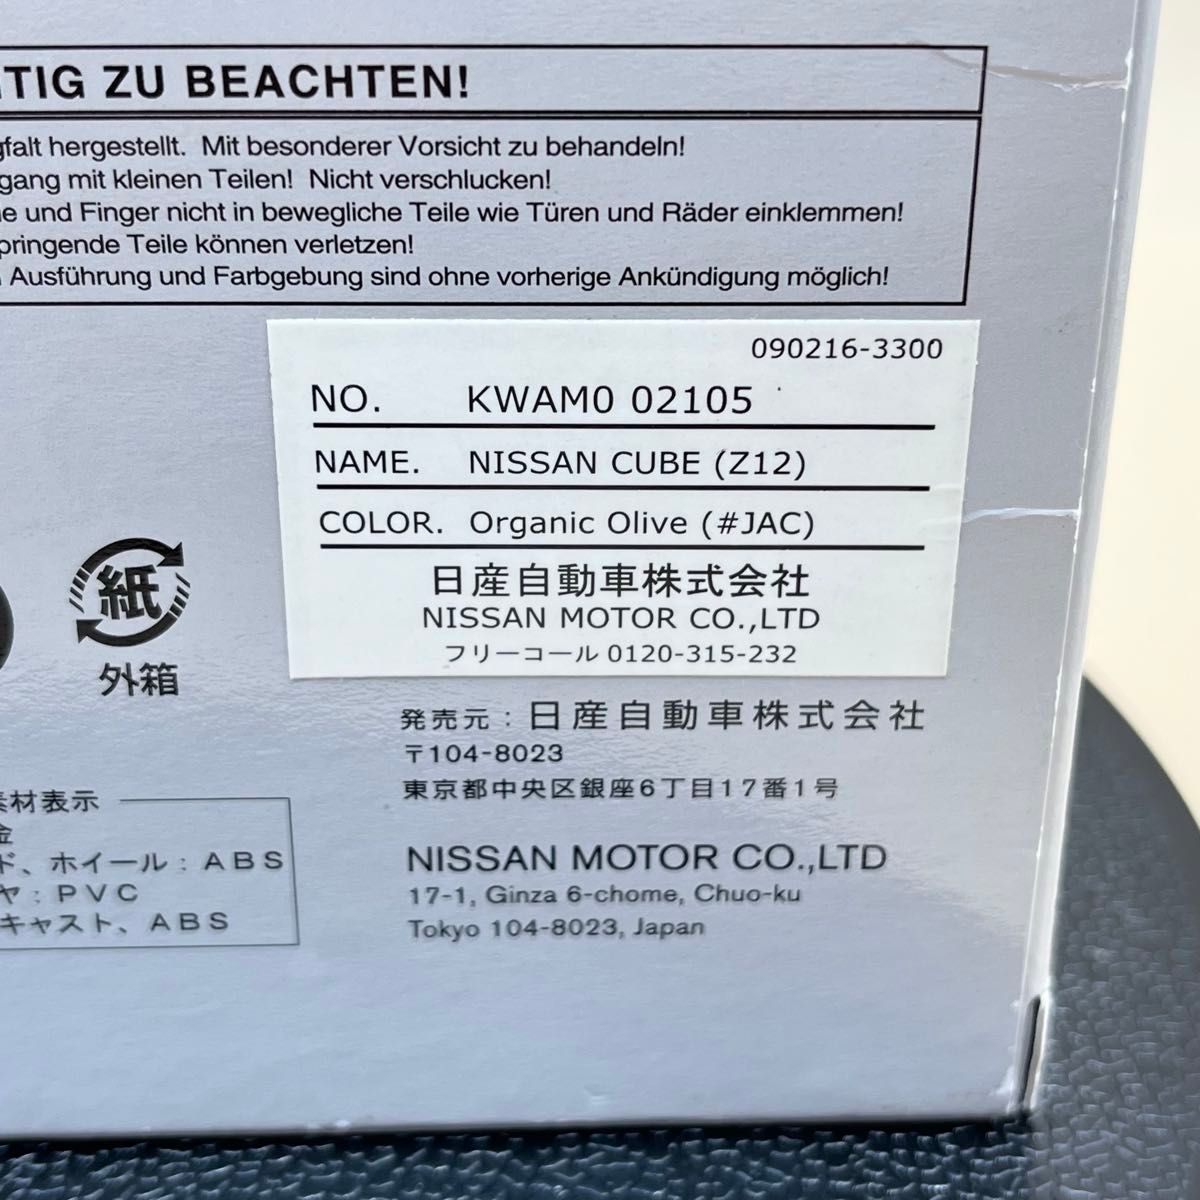 ZU BEACHTEN!
hergestellt. Mit besonderer Vorsicht zu behandeln!
mit kleinen Teilen! Nicht verschlucken!
und Finger nicht in bewegliche Teile wie Türen und Räder einklemmen!
Teile können verletzen!
Ausführung und Farbgebung sind ohne vorherige Ankündigung möglich!
090216-3300
NO. KWAM0 02105
NAME. NISSAN CUBE (Z12)
COLOR. Organic Olive (#JAC)
日産自動車株式会社
NISSAN MOTOR CO.,LTD
フリーコール 0120-315-232
紙
外箱
発売元：日産自動車株式会社
〒104-8023
東京都中央区銀座6丁目17番1号
NISSAN MOTOR CO.,LTD
17-1, Ginza 6-chome, Chuo-ku
Tokyo 104-8023, Japan
素材表示
金
ド、ホイール：ABS
ヤ：PVC
キャスト、ABS